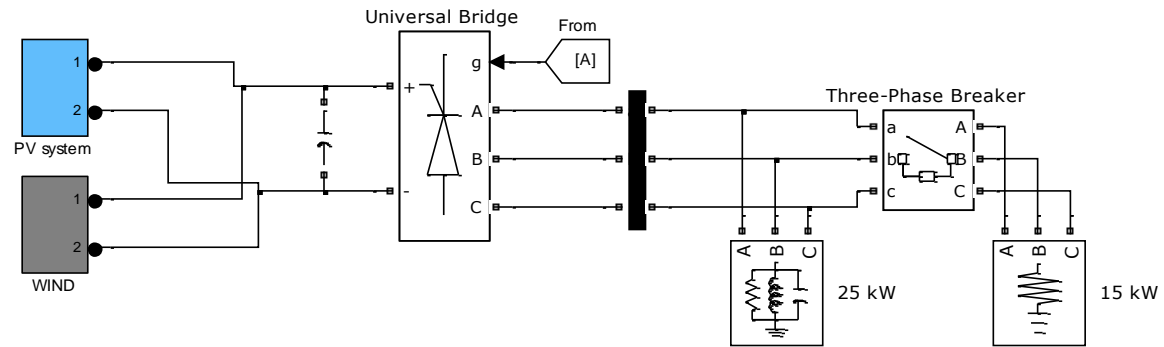 Universal Bridge
From
[A]
g
+
-
A
B
C
1
2
PV system
1
2
WIND
Three-Phase Breaker
a
b
c
A
B
C
A
B
C
25 kW
A
B
C
15 kW